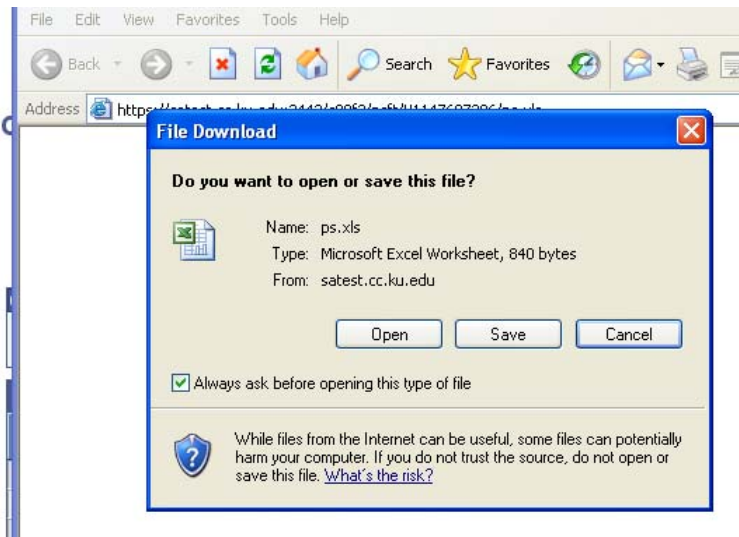 File Edit View Favorites Tools Help
Back Search Favorites
Address
File Download
Do you want to open or save this file?
Name: ps.xls
Type: Microsoft Excel Worksheet, 840 bytes
From: satest.cc.ku.edu
Open Save Cancel
Always ask before opening this type of file
While files from the Internet can be useful, some files can potentially
harm your computer. If you do not trust the source, do not open or
save this file. What's the risk?